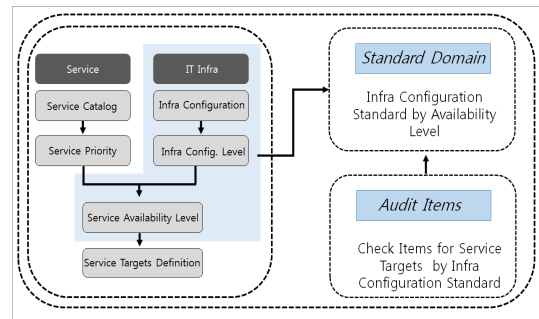 Service
IT Infra
Service Catalog
Infra Configuration
Service Priority
Infra Config. Level
Service Availability Level
Service Targets Definition
Standard Domain
Infra Configuration
Standard by Availability
Level
Audit Items
Check Items for Service
Targets by Infra
Configuration Standard